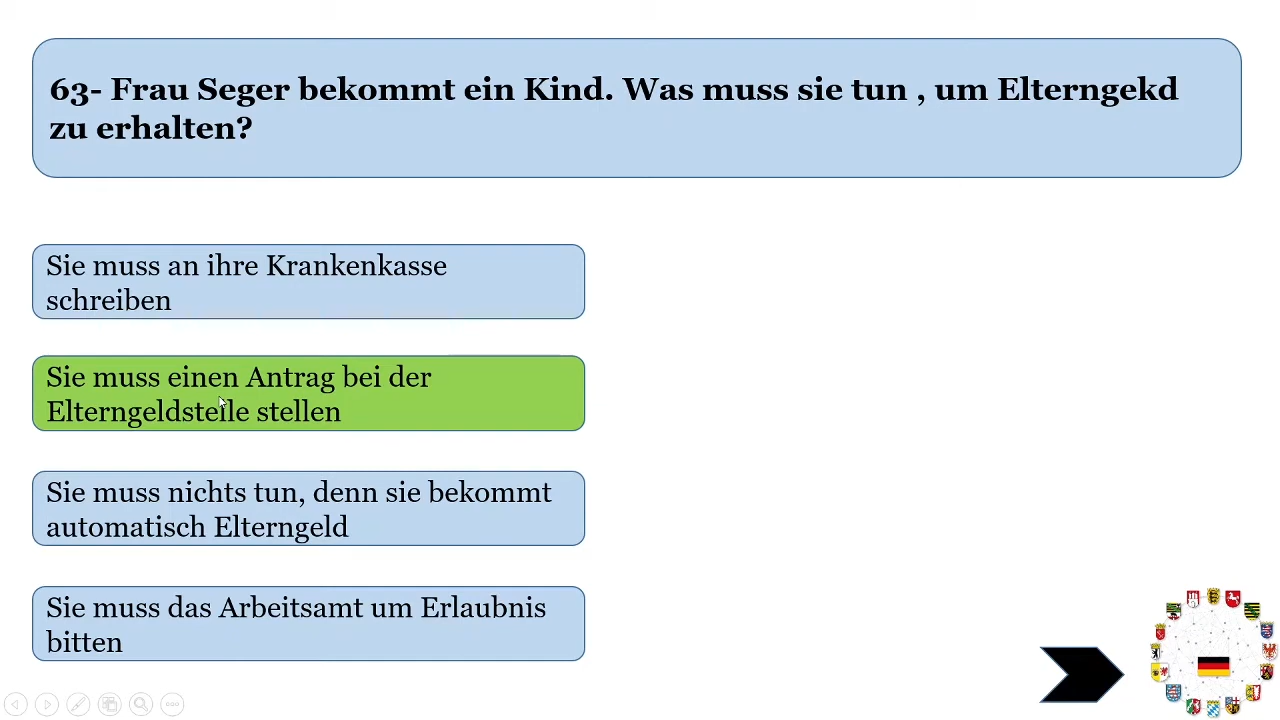 63- Frau Seger bekommt ein Kind. Was muss sie tun , um Elterngekd
zu erhalten?
Sie muss an ihre Krankenkasse
schreiben
Sie muss einen Antrag bei der
Elterngeldstelle stellen
Sie muss nichts tun, denn sie bekommt
automatisch Elterngeld
Sie muss das Arbeitsamt um Erlaubnis
bitten